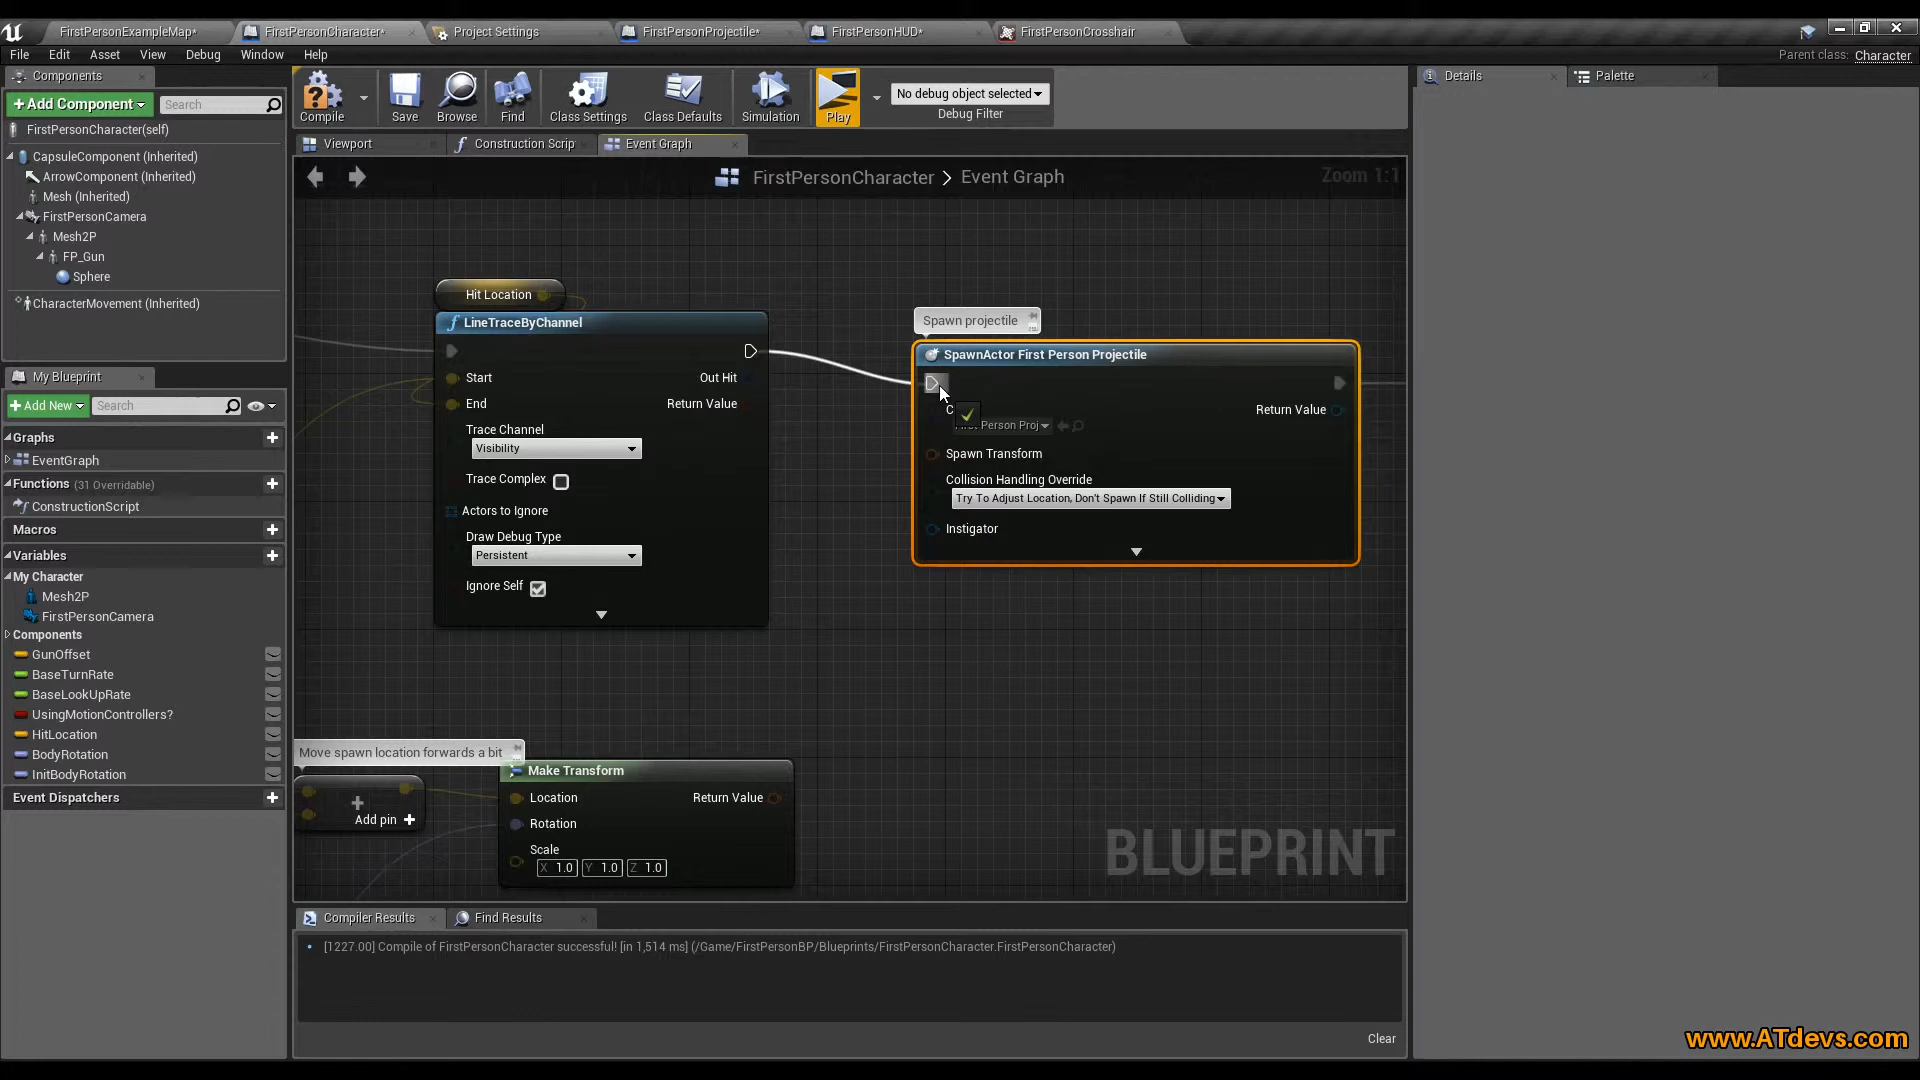 FirstPersonExampleMap*
FirstPersonCharacter*
Project Settings
FirstPersonProjectile*
FirstPersonHUD*
FirstPersonCrosshair
File Edit Asset View Debug Window Help
Parent class: Character
Components
Details
Palette
+Add Component
Search
Compile
Save
Browse
Find
Class Settings
Class Defaults
Simulation
Play
No debug object selected
Debug Filter
FirstPersonCharacter(self)
Viewport
Construction Scrip
Event Graph
CapsuleComponent (Inherited)
ArrowComponent (Inherited)
Mesh (Inherited)
FirstPersonCamera
Mesh2P
FP_Gun
Sphere
CharacterMovement (Inherited)
FirstPersonCharacter > Event Graph
Zoom 1:1
My Blueprint
+Add New
Search
Graphs
EventGraph
Functions (31 Overridable)
ConstructionScript
Macros
Variables
My Character
Mesh2P
FirstPersonCamera
Components
GunOffset
BaseTurnRate
BaseLookUpRate
UsingMotionControllers?
HitLocation
BodyRotation
InitBodyRotation
Event Dispatchers
Hit Location
LineTraceByChannel
Start
Out Hit
End
Return Value
Trace Channel
Visibility
Trace Complex
Actors to Ignore
Draw Debug Type
Persistent
Ignore Self
Spawn projectile
SpawnActor First Person Projectile
Return Value
Person Proj
Spawn Transform
Collision Handling Override
Try To Adjust Location, Don't Spawn If Still Colliding
Instigator
Move spawn location forwards a bit
Add pin +
Make Transform
Location
Return Value
Rotation
Scale
X 1.0 Y 1.0 Z 1.0
BLUEPRINT
Compiler Results
Find Results
[1227.00] Compile of FirstPersonCharacter successful! [in 1,514 ms] (/Game/FirstPersonBP/Blueprints/FirstPersonCharacter.FirstPersonCharacter)
Clear
www.ATdevs.com